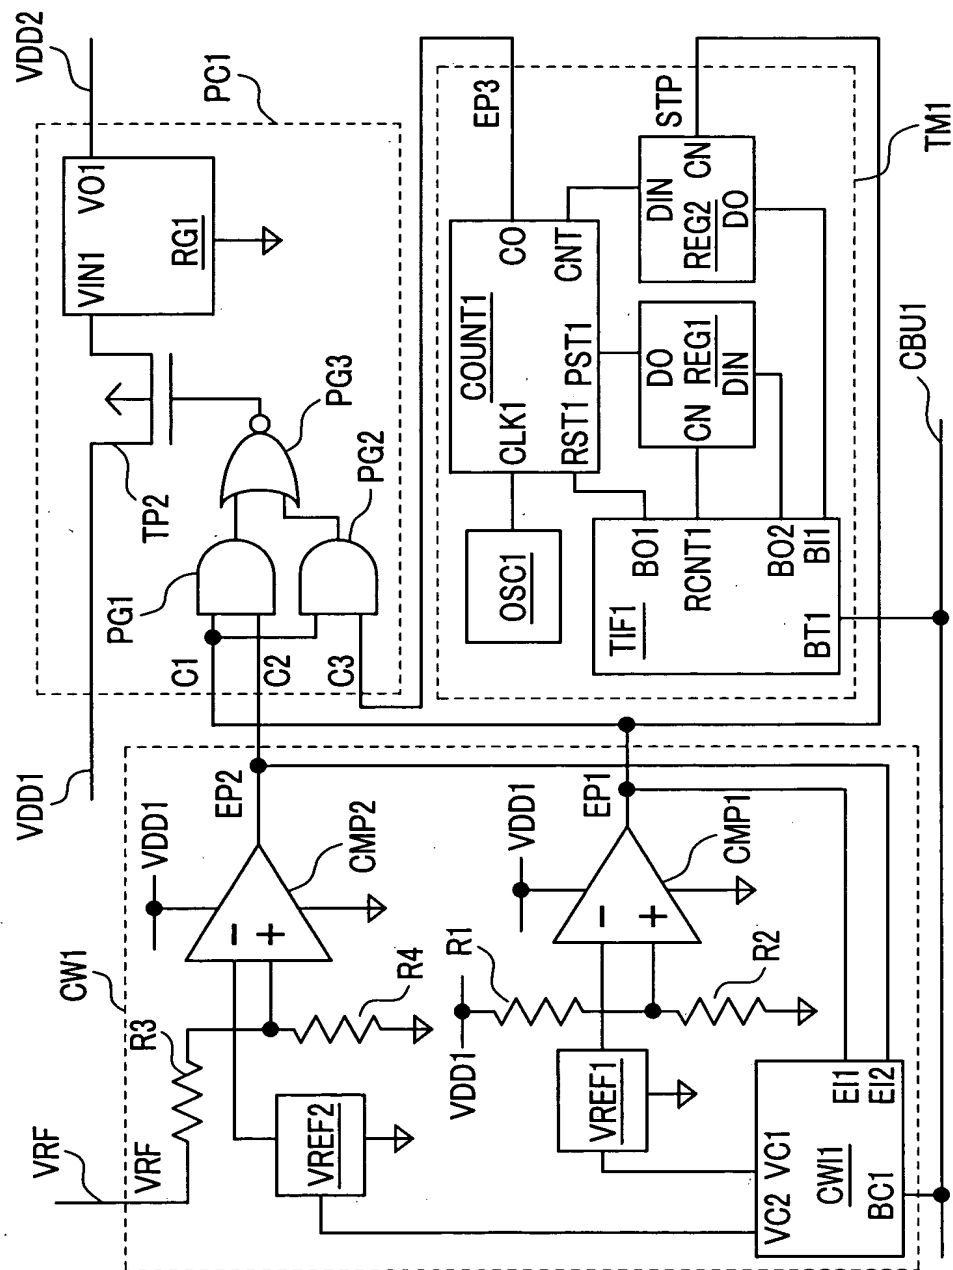 VDD1
VDD2
PC1
TP2
VIN1
VO1
RG1
PG1
PG2
PG3
C1
C2
C3
CW1
VRF
VRF
R3
R4
VREF2
VDD1
CMP2
−
+
EP2
VDD1
R1
R2
VREF1
VDD1
CMP1
−
+
EP1
VC2
VC1
CWI1
EI1
EI2
BC1
EP3
TM1
OSC1
CLK1
COUNT1
CO
RST1
PST1
CNT
TIF1
BO1
RCNT1
BO2
BI1
BT1
DO
CN
REG1
DIN
DIN
STP
REG2
CN
DO
CBU1